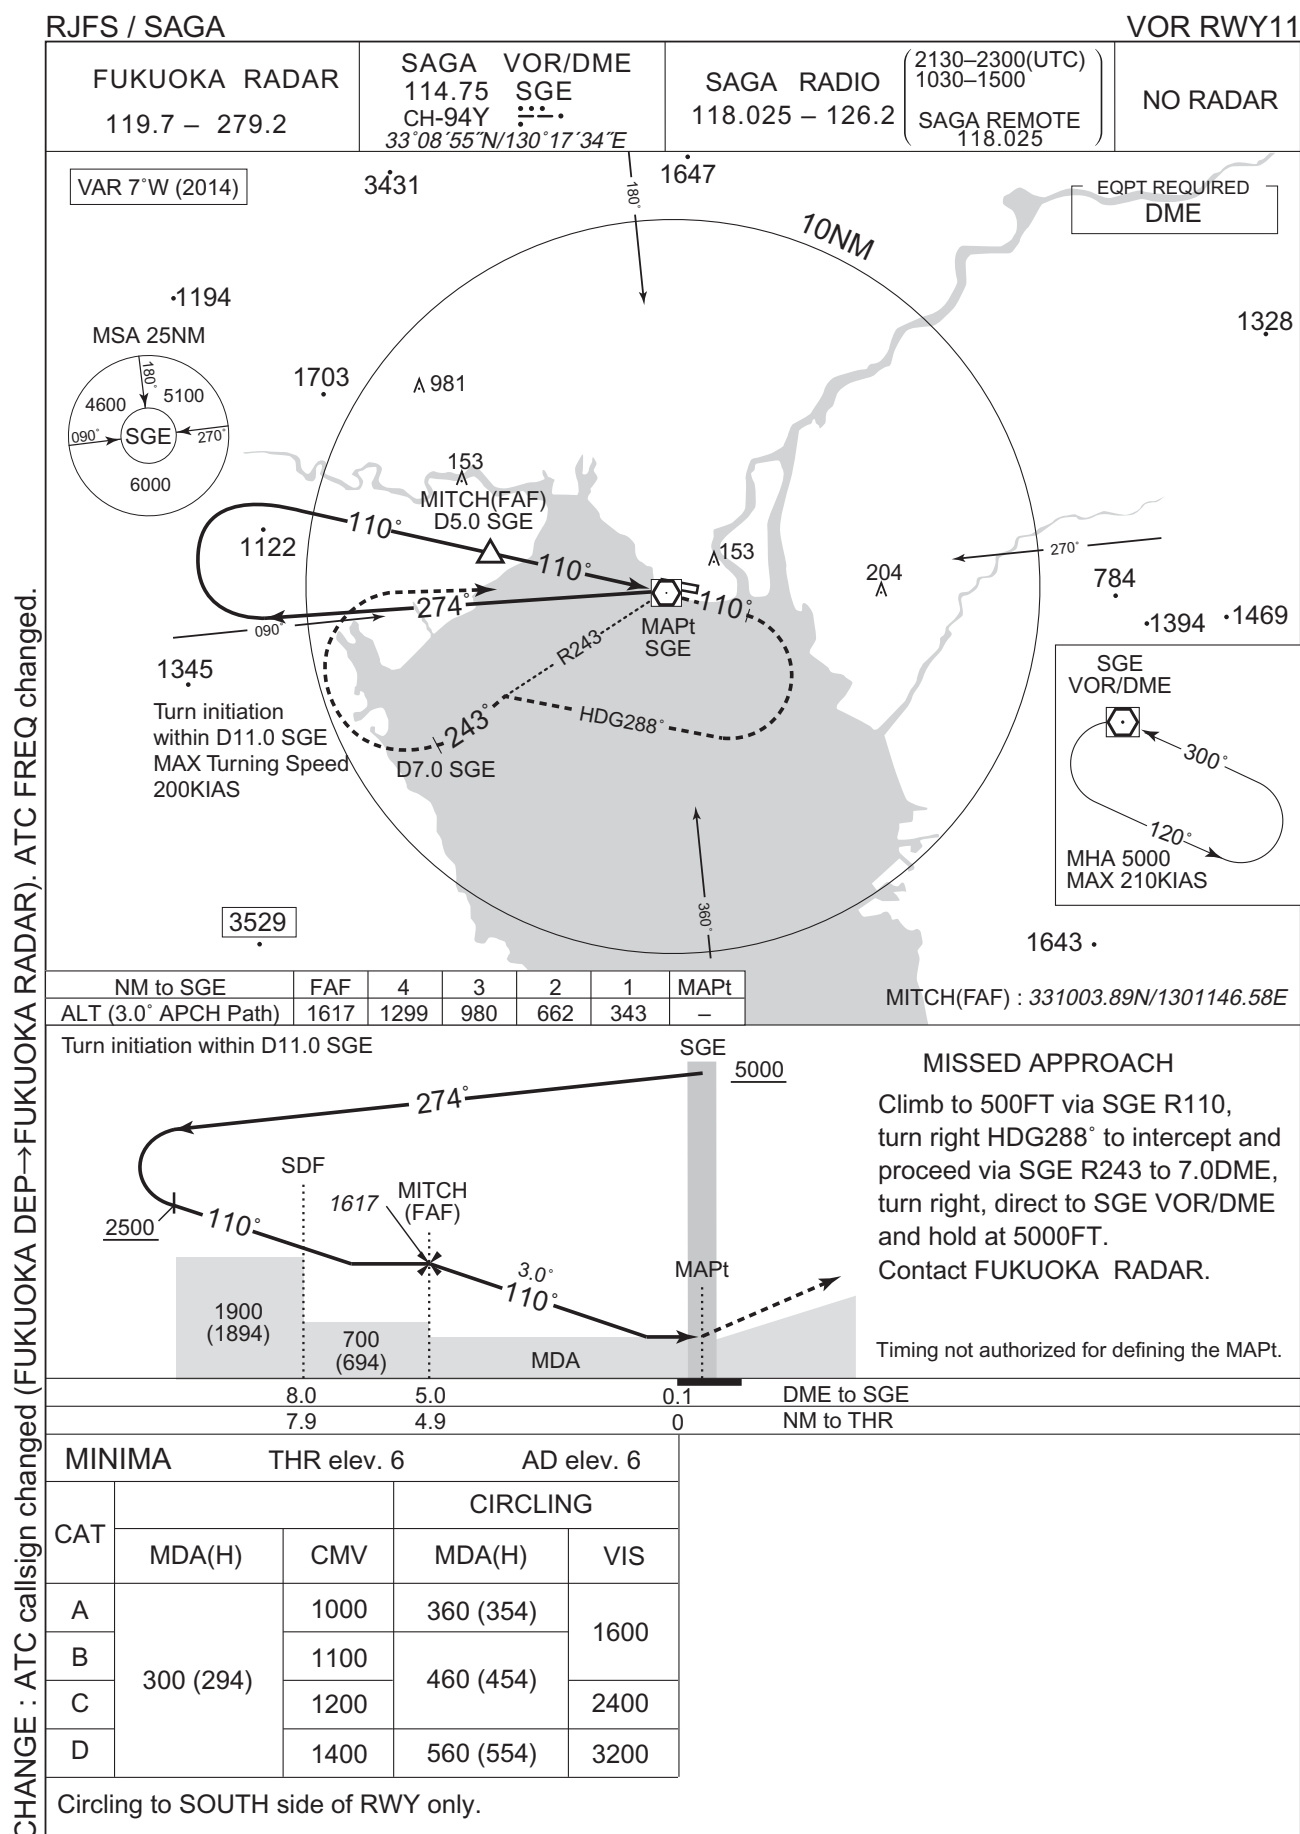 RJFS / SAGA
VOR RWY11
FUKUOKA RADAR
119.7 – 279.2
SAGA VOR/DME
114.75 SGE
CH-94Y
33˚08´55˝N/130˚17´34˝E
SAGA RADIO
118.025 – 126.2
2130–2300(UTC)
1030–1500
SAGA REMOTE
118.025
NO RADAR
VAR 7˚W (2014)
3431
1647
180˚
EQPT REQUIRED
DME
10NM
1194
1328
MSA 25NM
180˚
4600
5100
090˚
SGE
270˚
6000
1703
981
153
MITCH(FAF)
D5.0 SGE
110˚
1122
110˚
153
204
270˚
784
274˚
110˚
090˚
MAPt
SGE
R243
1394
1469
1345
Turn initiation
within D11.0 SGE
MAX Turning Speed
200KIAS
243˚
HDG288˚
D7.0 SGE
SGE
VOR/DME
300˚
120˚
MHA 5000
MAX 210KIAS
360˚
3529
1643
NM to SGE FAF 4 3 2 1 MAPt
ALT (3.0˚ APCH Path) 1617 1299 980 662 343 –
MITCH(FAF) : 331003.89N/1301146.58E
Turn initiation within D11.0 SGE
SGE
5000
274˚
SDF
MITCH
(FAF)
1617
2500
110˚
3.0˚
110˚
MAPt
1900
(1894)
700
(694)
MDA
MISSED APPROACH
Climb to 500FT via SGE R110,
turn right HDG288˚ to intercept and
proceed via SGE R243 to 7.0DME,
turn right, direct to SGE VOR/DME
and hold at 5000FT.
Contact FUKUOKA RADAR.
Timing not authorized for defining the MAPt.
8.0 5.0 0.1 DME to SGE
7.9 4.9 0 NM to THR
MINIMA THR elev. 6 AD elev. 6
CIRCLING
CAT MDA(H) CMV MDA(H) VIS
A 1000 360 (354)
1600
B 1100
300 (294) 460 (454)
C 1200 2400
D 1400 560 (554) 3200
Circling to SOUTH side of RWY only.
CHANGE : ATC callsign changed (FUKUOKA DEP→FUKUOKA RADAR). ATC FREQ changed.